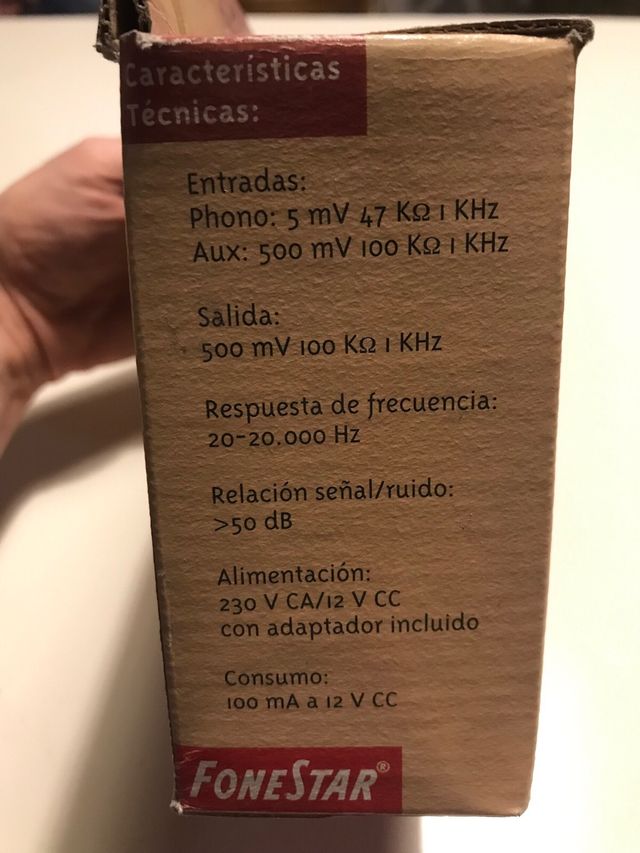 Características
Técnicas:
Entradas:
Phono: 5 mV 47 KΩ 1 KHz
Aux: 500 mV 100 KΩ 1 KHz
Salida:
500 mV 100 KΩ 1 KHz
Respuesta de frecuencia:
20-20.000 Hz
Relación señal/ruido:
>50 dB
Alimentación:
230 V CA/12 V CC
con adaptador incluido
Consumo:
100 mA a 12 V CC
FONESTAR®